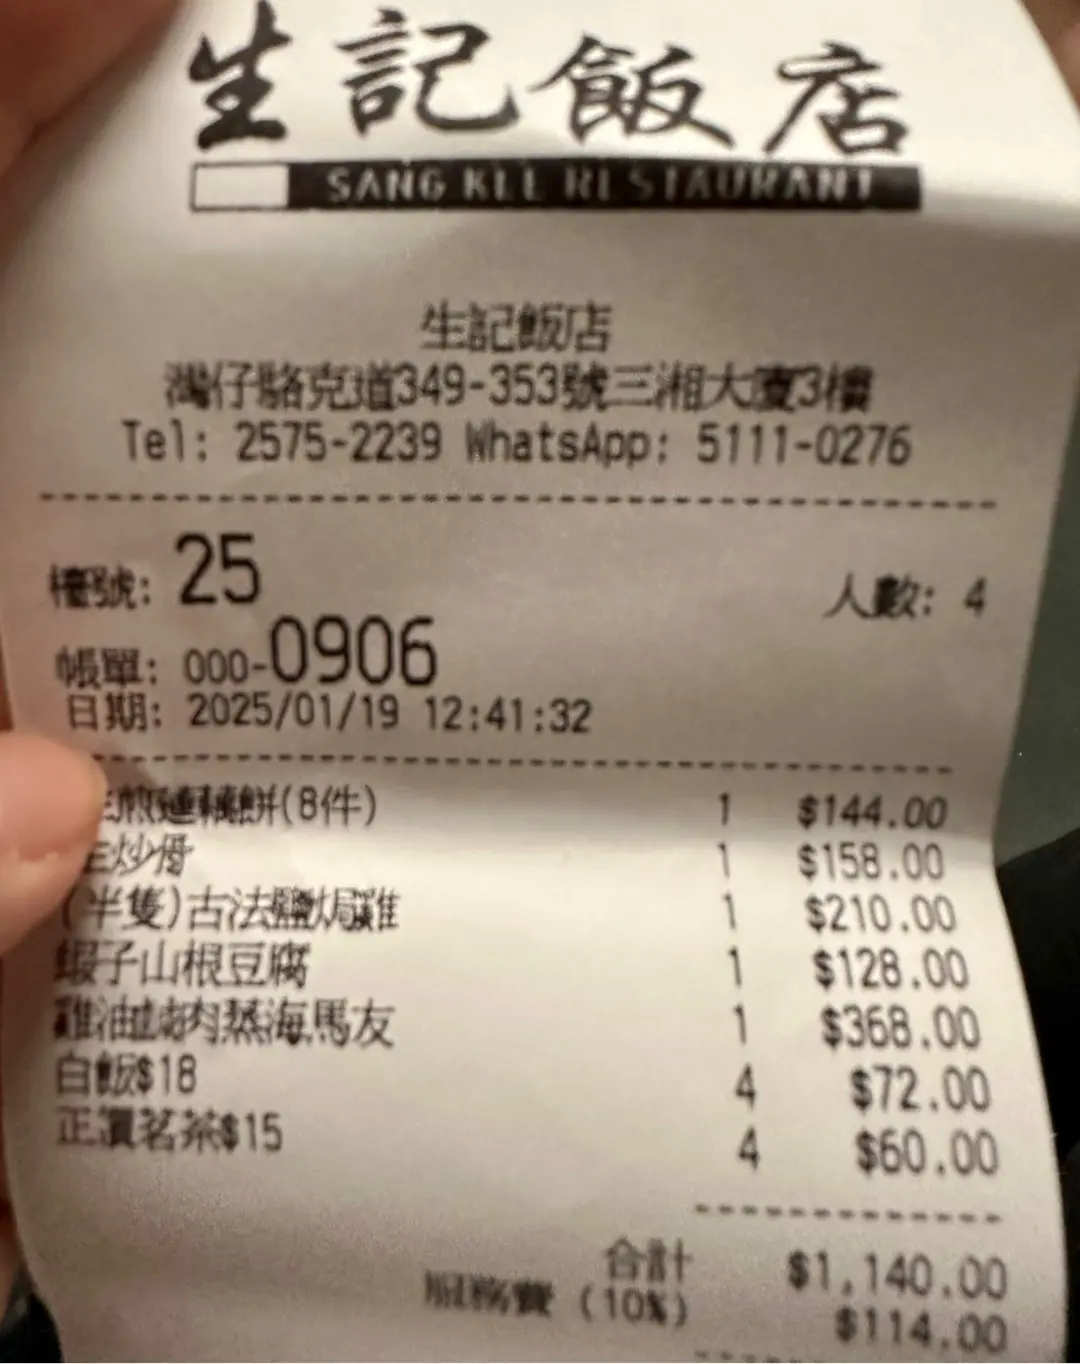 生記飯店
SANG KEE RESTAURANT
生記飯店
灣仔駱克道349-353號三湘大廈3樓
Tel: 2575-2239 WhatsApp: 5111-0276
檯號: 25 人數: 4
帳單: 000-0906
日期: 2025/01/19 12:41:32
煎蓮藕餅(8件) 1 $144.00
生炒骨 1 $158.00
(半隻)古法鹽焗雞 1 $210.00
蝦子山根豆腐 1 $128.00
雞油 肉蒸海馬友 1 $368.00
白飯$18 4 $72.00
正價茗茶$15 4 $60.00
合計 $1,140.00
服務費 (10%) $114.00